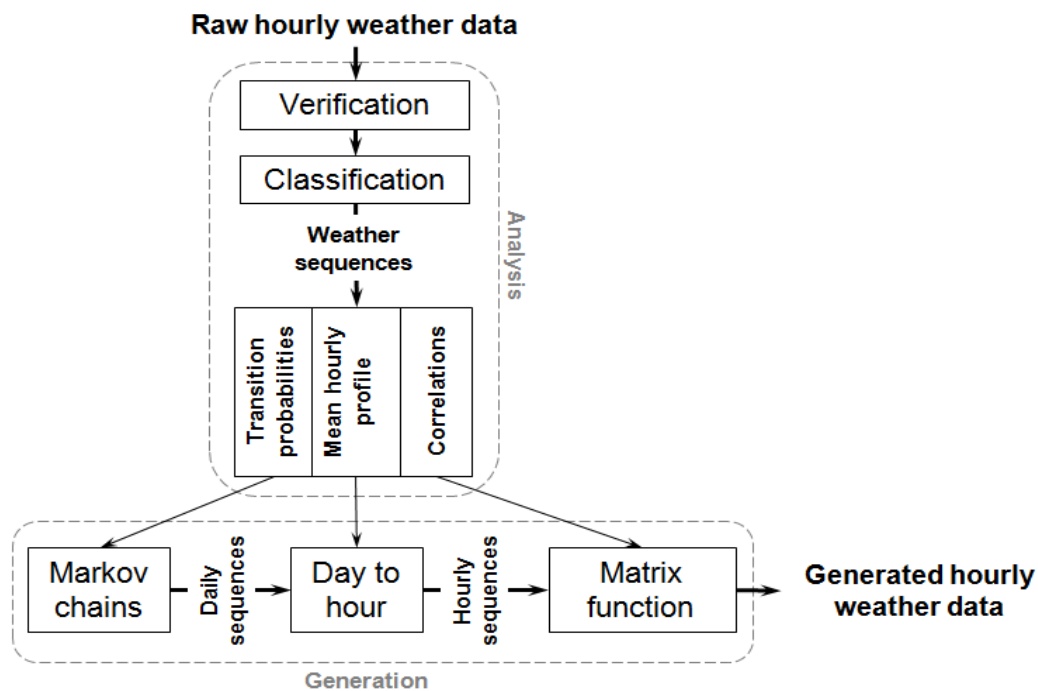 Raw hourly weather data
Verification
Classification
Weather
sequences
Analysis
Transition
probabilities
Mean hourly
profile
Correlations
Markov
chains
Daily
sequences
Day to
hour
Hourly
sequences
Matrix
function
Generated hourly
weather data
Generation